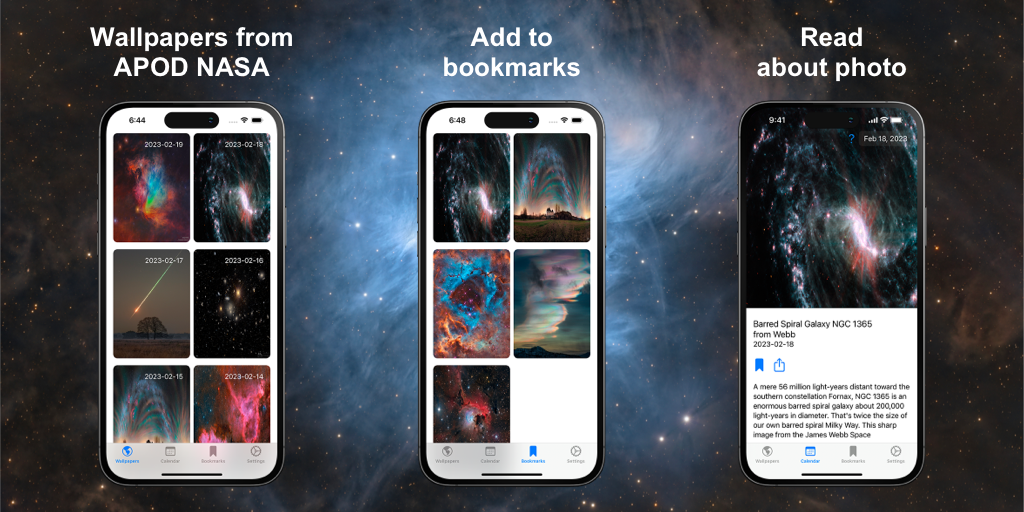 Wallpapers from
APOD NASA
Add to
bookmarks
Read
about photo
6:44
2023-02-19
2023-02-18
2023-02-17
2023-02-16
2023-02-15
2023-02-14
Wallpapers
Calendar
Bookmarks
Settings
6:48
Wallpapers
Calendar
Bookmarks
Settings
9:41
?
Feb 18, 2023
Barred Spiral Galaxy NGC 1365
from Webb
2023-02-18
A mere 56 million light-years distant toward the
southern constellation Fornax, NGC 1365 is an
enormous barred spiral galaxy about 200,000
light-years in diameter. That's twice the size of
our own barred spiral Milky Way. This sharp
image from the James Webb Space
Wallpapers
Calendar
Bookmarks
Settings